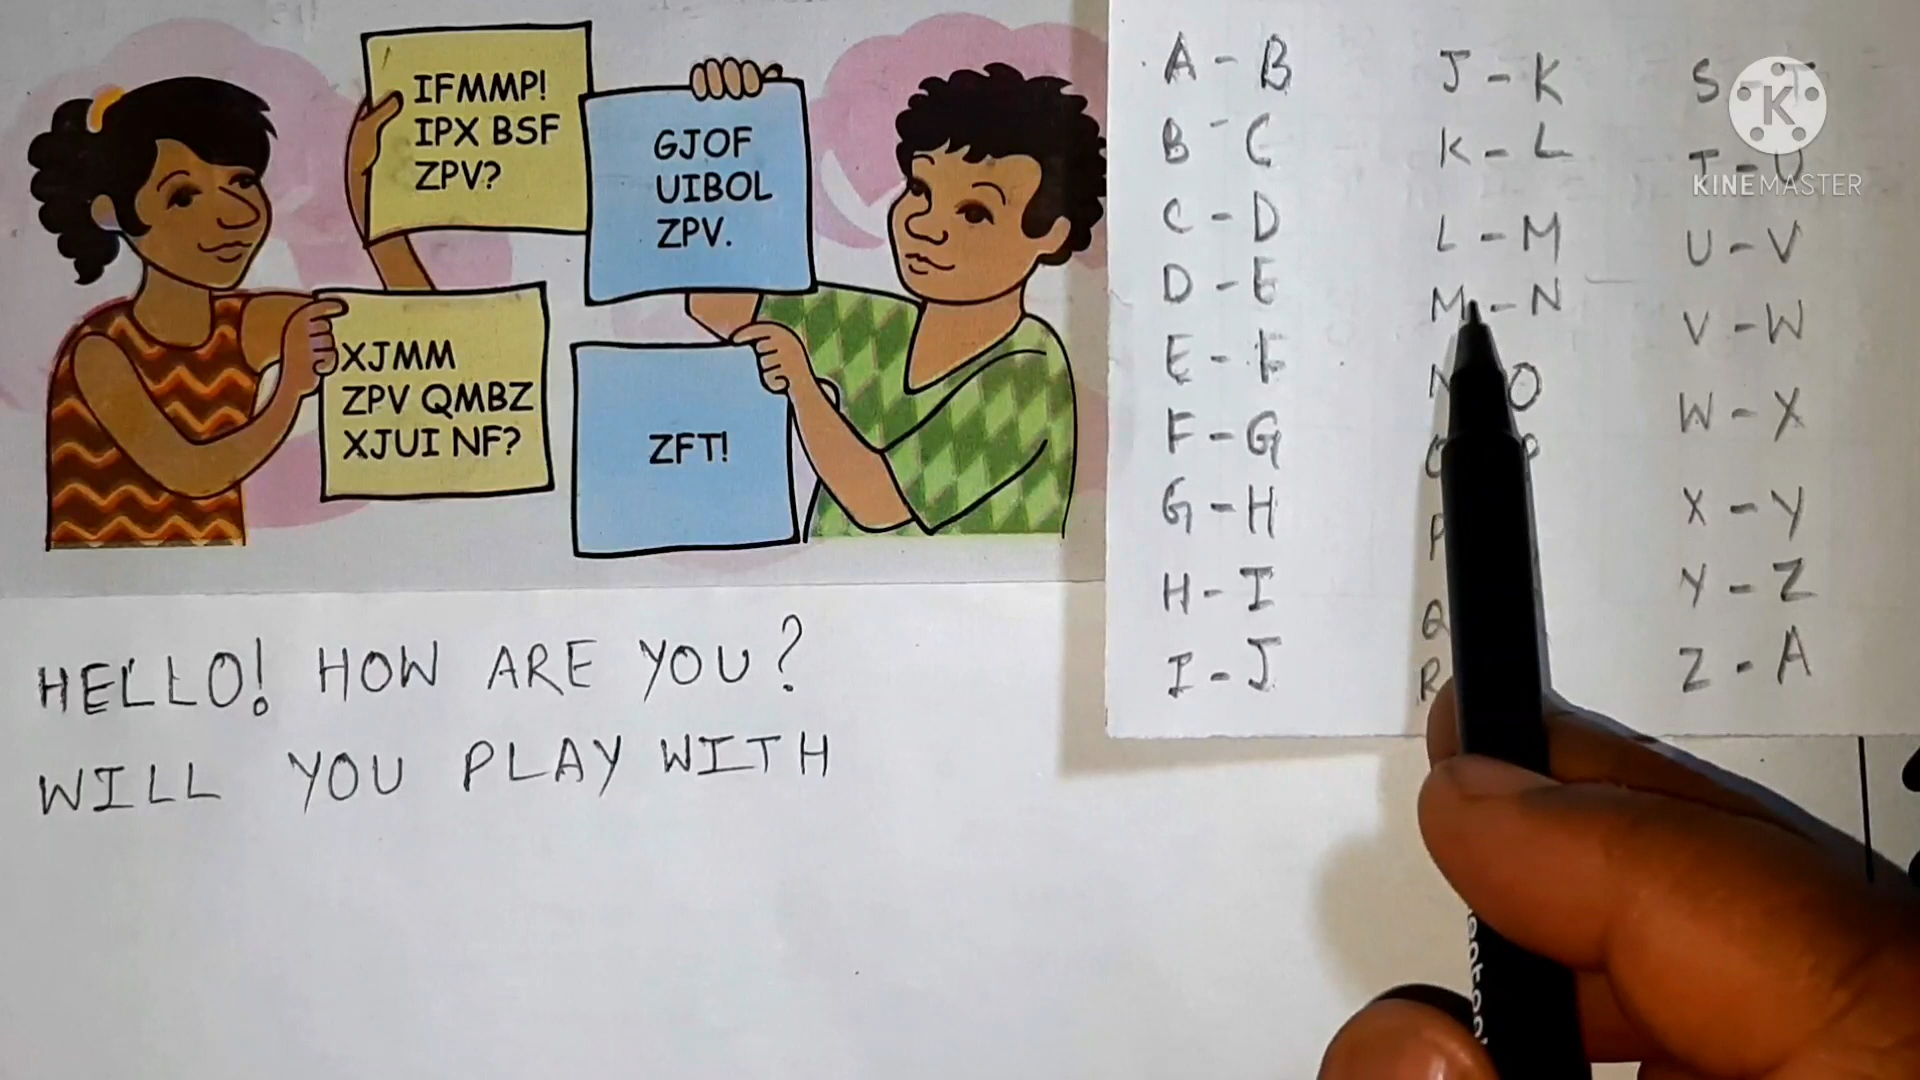 IFMMP!
IPX BSF
ZPV?
GJOF
UIBOL
ZPV.
XJMM
ZPV QMBZ
XJUI NF?
ZFT!
HELLO! HOW ARE YOU?
WILL YOU PLAY WITH
A - B
B - C
C - D
D - E
E - F
F - G
G - H
H - I
I - J
J - K
K - L
L - M
M - N
N O
O P
P
Q
R
S - T
T - U
U - V
V - W
W - X
X - Y
Y - Z
Z - A
K
KINEMASTER